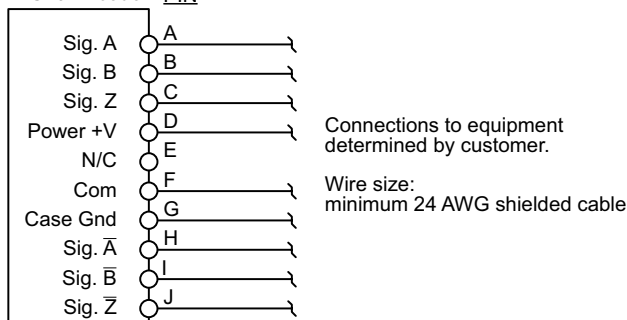 Sig. A A
Sig. B B
Sig. Z C
Power +V D
N/C E
Com F
Case Gnd G
Sig. A̅ H
Sig. B̅ I
Sig. Z̅ J
Connections to equipment
determined by customer.
Wire size:
minimum 24 AWG shielded cable